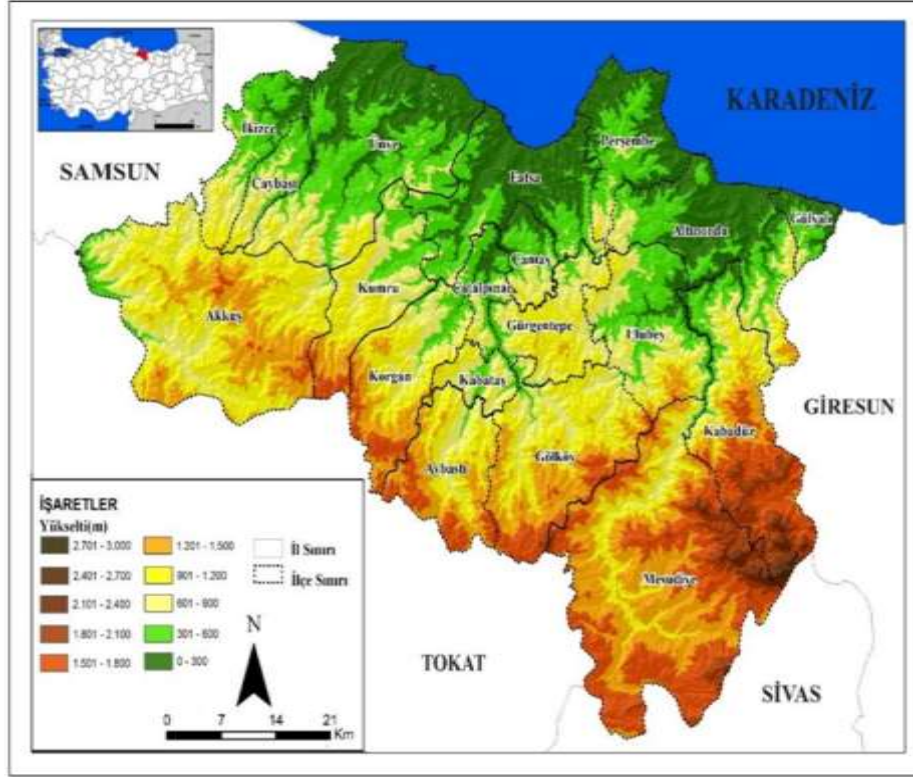 KARADENİZ
SAMSUN
İkizce
Ünye
Perşembe
Fatsa
Çaybaşı
Gülyalı
Altınordu
Çamaş
Kumru
Çatalpınar
Akkuş
Gürgentepe
Ulubey
Korgan
Kabataş
GİRESUN
Kabadüz
Aybastı
Gölköy
Mesudiye
TOKAT
SİVAS
İŞARETLER
Yükselti(m)
2.701 - 3.000
1.201 - 1.500
İl Sınırı
2.401 - 2.700
901 - 1.200
İlçe Sınırı
2.101 - 2.400
601 - 900
1.801 - 2.100
301 - 600
1.501 - 1.800
0 - 300
N
0 7 14 21
Km